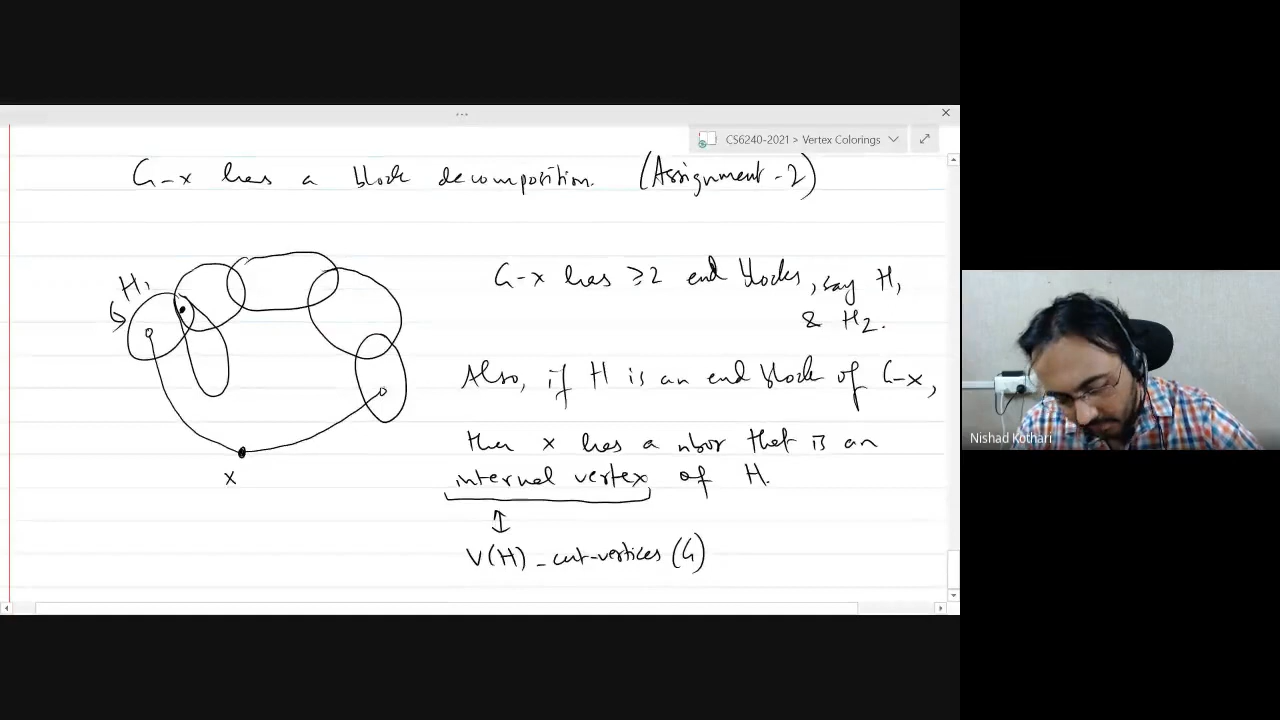 CS6240-2021 > Vertex Colorings
G-x has a block decomposition. (Assignment-2)
H₁
G-x has ≥2 end blocks, say H₁
& H₂.
Also, if H is an end block of G-x,
then x has a nbor that is an
internal vertex of H.
x
↕
V(H) - cut-vertices (G)
Nishad Kothari